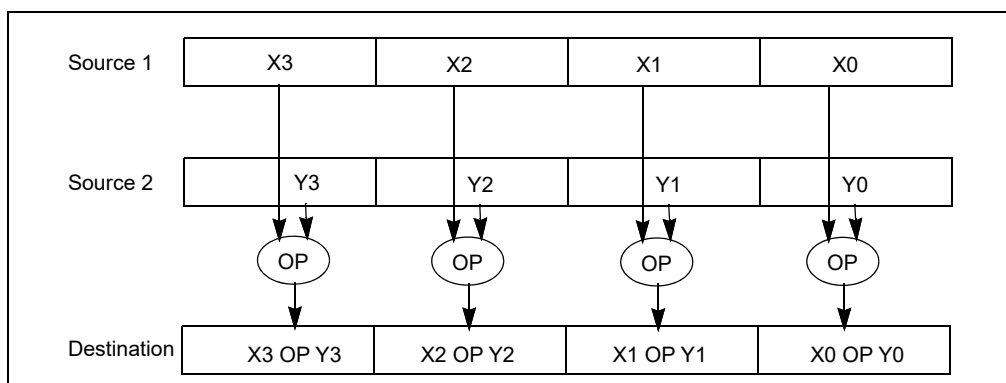 Source 1 X3 X2 X1 X0
Source 2 Y3 Y2 Y1 Y0
OP OP OP OP
Destination X3 OP Y3 X2 OP Y2 X1 OP Y1 X0 OP Y0